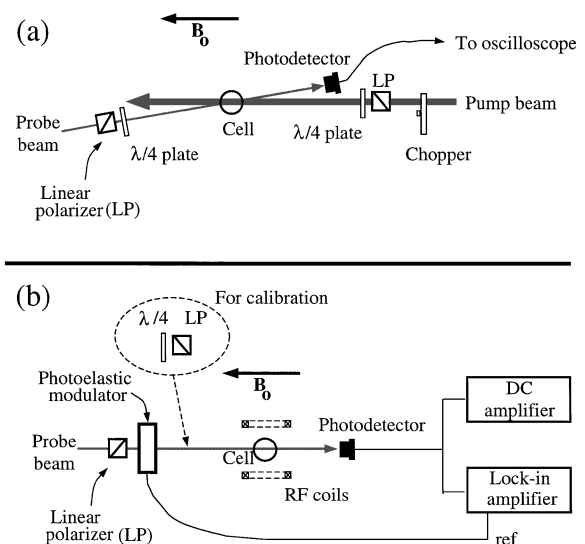 (a)
B₀
Photodetector
To oscilloscope
LP
Pump beam
Probe
beam
Cell
λ/4 plate
λ/4 plate
Chopper
Linear
polarizer (LP)
(b)
For calibration
λ/4 LP
Photoelastic
modulator
B₀
DC
amplifier
Photodetector
Probe
beam
Cell
RF coils
Lock-in
amplifier
Linear
polarizer (LP)
ref